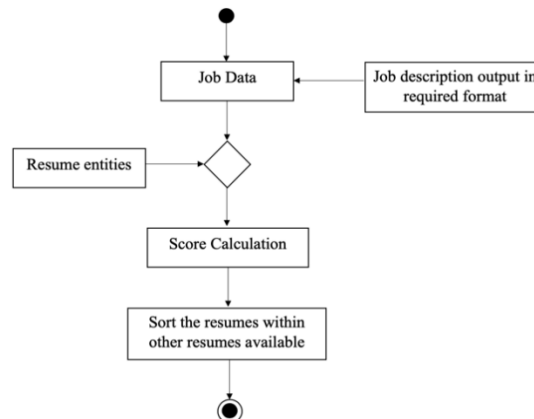 Job Data
Job description output in
required format
Resume entities
Score Calculation
Sort the resumes within
other resumes available